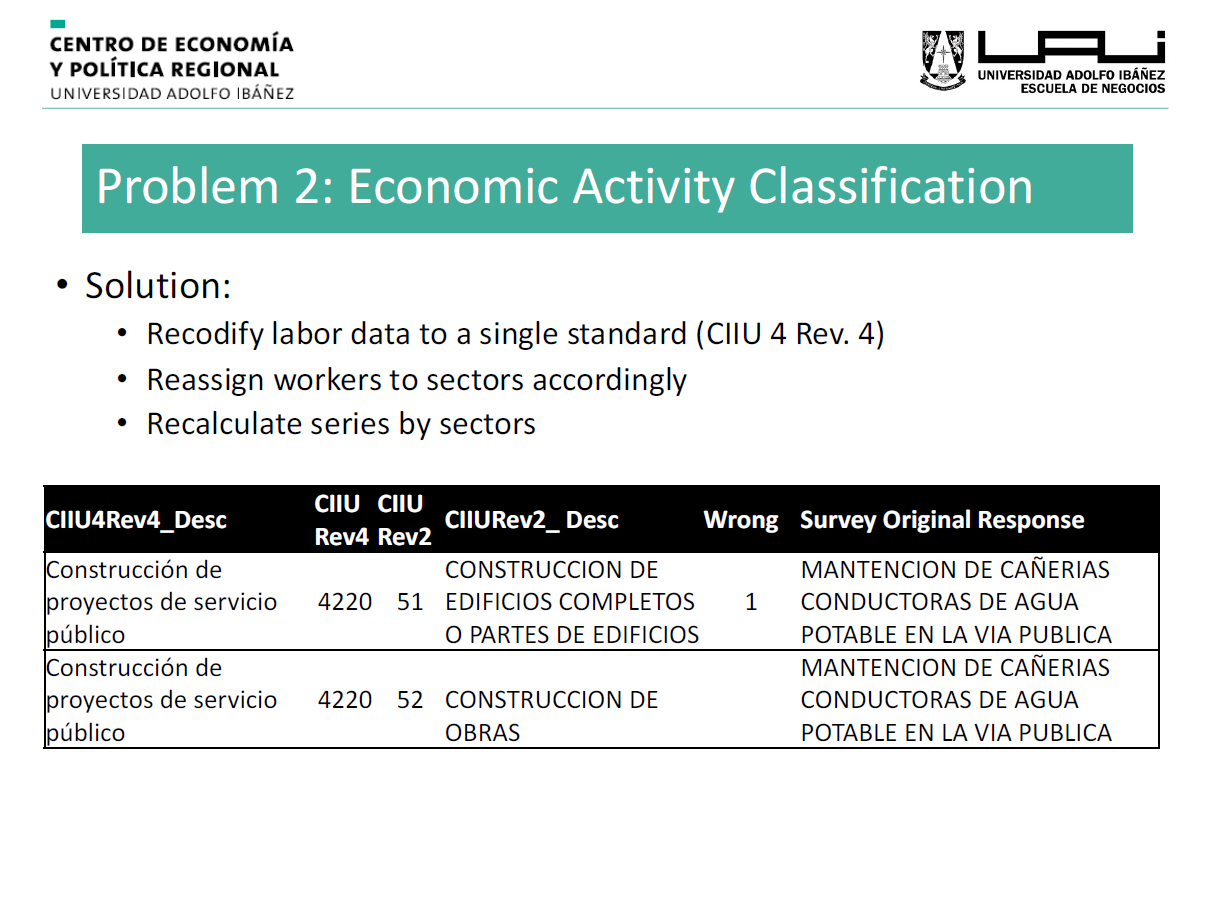 CENTRO DE ECONOMÍA
Y POLÍTICA REGIONAL
UNIVERSIDAD ADOLFO IBÁÑEZ
UAI
UNIVERSIDAD ADOLFO IBÁÑEZ
ESCUELA DE NEGOCIOS
Problem 2: Economic Activity Classification
• Solution:
• Recodify labor data to a single standard (CIIU 4 Rev. 4)
• Reassign workers to sectors accordingly
• Recalculate series by sectors
CIIU4Rev4_Desc CIIU Rev4 CIIU Rev2 CIIURev2_ Desc Wrong Survey Original Response
Construcción de CONSTRUCCION DE MANTENCION DE CAÑERIAS
proyectos de servicio 4220 51 EDIFICIOS COMPLETOS 1 CONDUCTORAS DE AGUA
público O PARTES DE EDIFICIOS POTABLE EN LA VIA PUBLICA
Construcción de MANTENCION DE CAÑERIAS
proyectos de servicio 4220 52 CONSTRUCCION DE CONDUCTORAS DE AGUA
público OBRAS POTABLE EN LA VIA PUBLICA